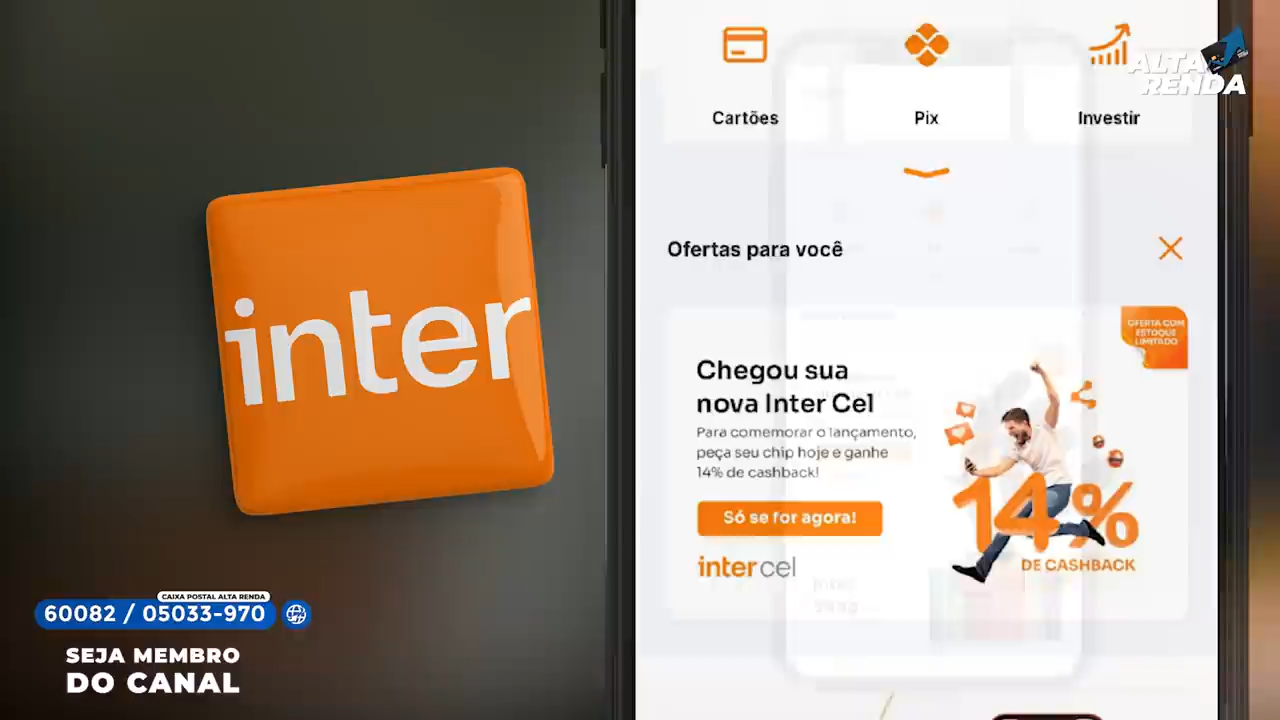 inter
CAIXA POSTAL ALTA RENDA
60082 / 05033-970
SEJA MEMBRO
DO CANAL
ALTA
RENDA
Cartões
Pix
Investir
Ofertas para você
OFERTA COM
ESTOQUE
LIMITADO
Chegou sua
nova Inter Cel
Para comemorar o lançamento,
peça seu chip hoje e ganhe
14% de cashback!
Só se for agora!
inter cel
14%
DE CASHBACK